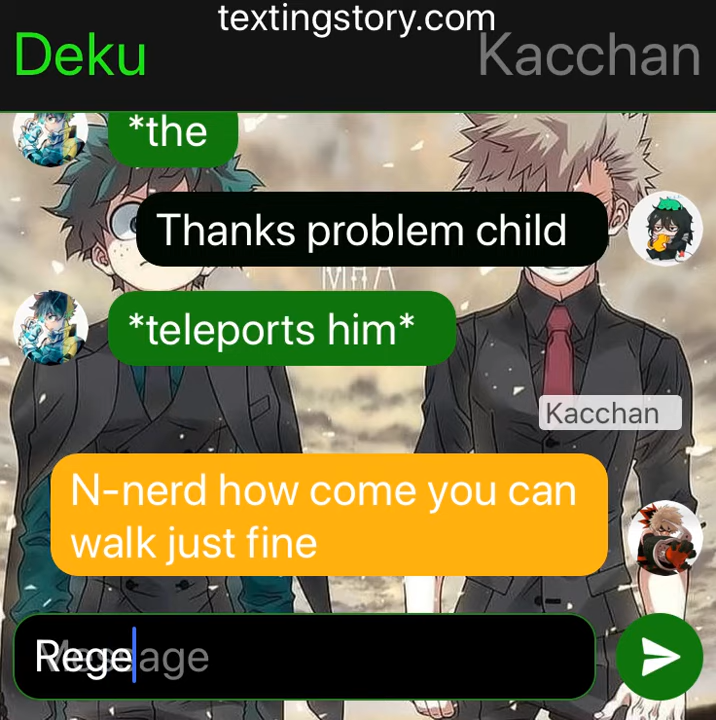 textingstory.com
Deku
Kacchan
*the
Thanks problem child
MHA
*teleports him*
Kacchan
N-nerd how come you can
walk just fine
Rege